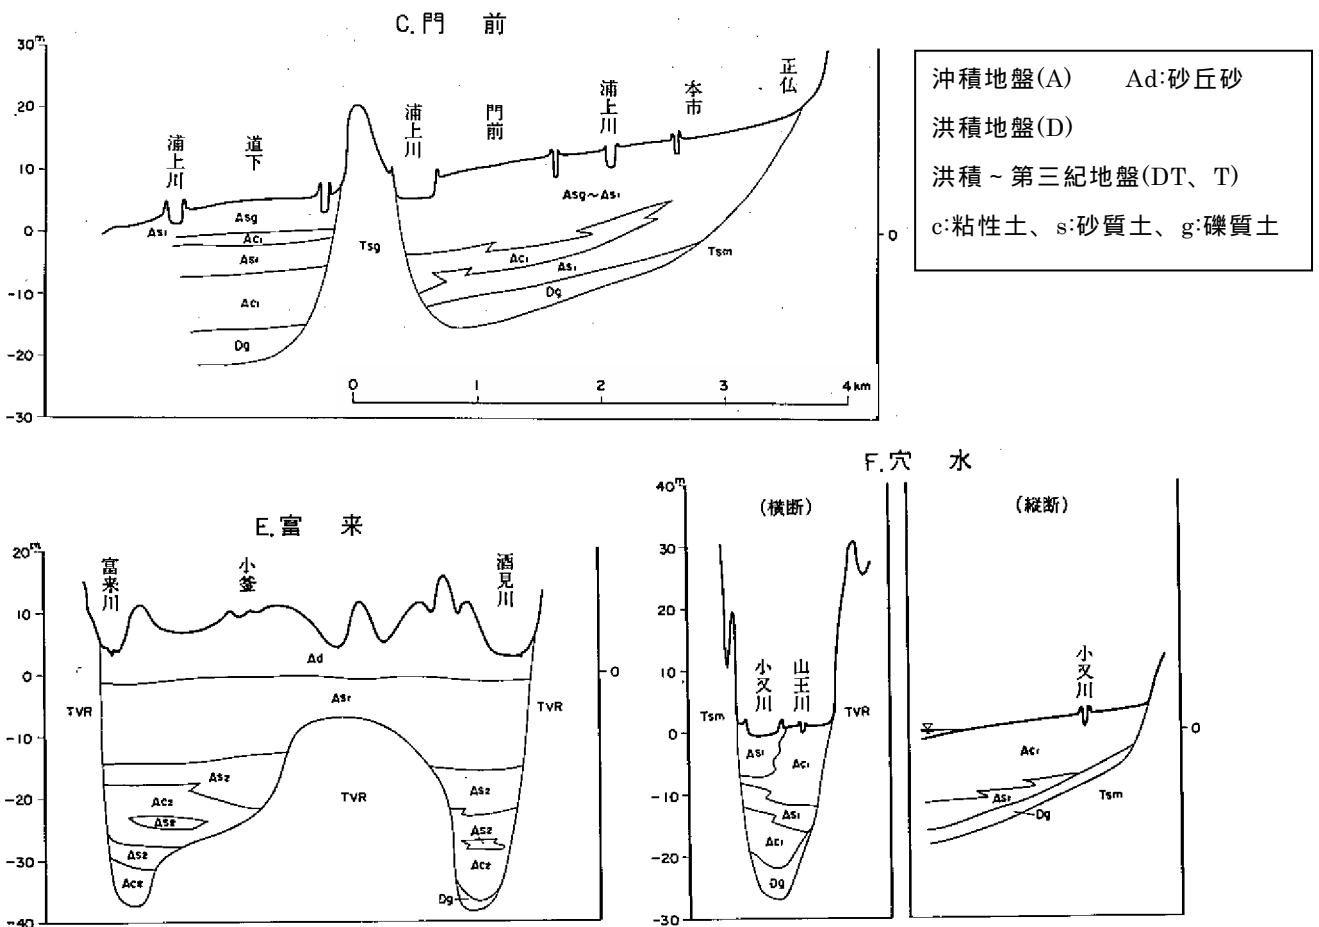 C.門 前
30m
20
10
0
-10
-20
-30
浦上川
道下
浦上川
門前
浦上川
本市
正仏
As1
Asg
Ac1
As1
Ac1
Dg
Tsg
Asg~As1
Ac1
As1
Dg
Tsm
0
0 1 2 3 4km
沖積地盤(A) Ad:砂丘砂
洪積地盤(D)
洪積~第三紀地盤(DT、T)
c:粘性土、s:砂質土、g:礫質土
E.富 来
20m
10
0
-10
-20
-30
-40
富来川
小釜
酒見川
Ad
0
As1
TVR
TVR
TVR
As2
Ac2
As2
As2
Ac2
As2
As2
Ac2
Dg
F.穴 水
40m
30
20
10
0
-10
-20
-30
(横断)
小又川
山王川
Tsm
TVR
As1
Ac1
As1
Ac1
Dg
(縦断)
小又川
0
Ac1
As1
Dg
Tsm